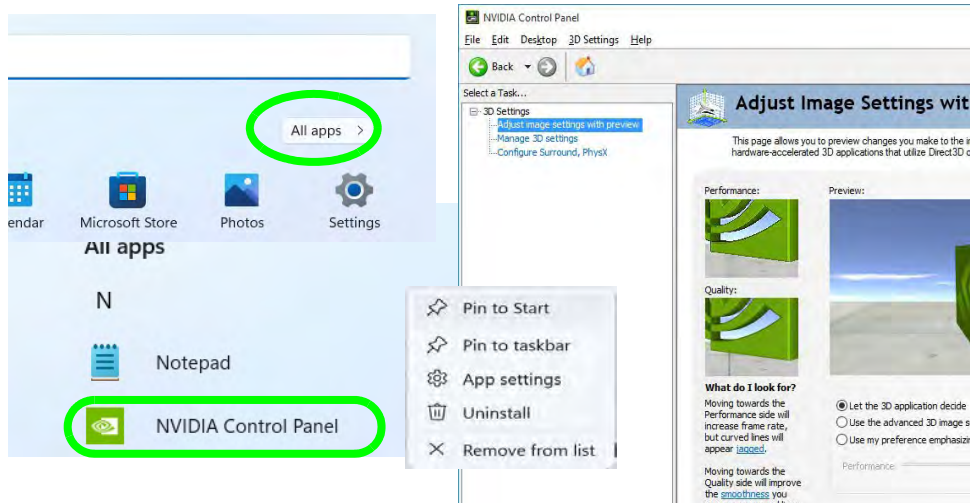 All apps >
endar
Microsoft Store
Photos
Settings
All apps
N
Notepad
NVIDIA Control Panel
Pin to Start
Pin to taskbar
App settings
Uninstall
Remove from list
NVIDIA Control Panel
File Edit Desktop 3D Settings Help
Back
Select a Task...
3D Settings
Adjust image settings with preview
Manage 3D settings
Configure Surround, PhysX
Adjust Image Settings wit
This page allows you to preview changes you make to the i
hardware-accelerated 3D applications that utilize Direct3D
Performance:
Preview:
Quality:
What do I look for?
Moving towards the
Performance side will
increase frame rate,
but curved lines will
appear jagged.
Moving towards the
Quality side will improve
the smoothness you
Let the 3D application decide
Use the advanced 3D image s
Use my preference emphasizin
Performance